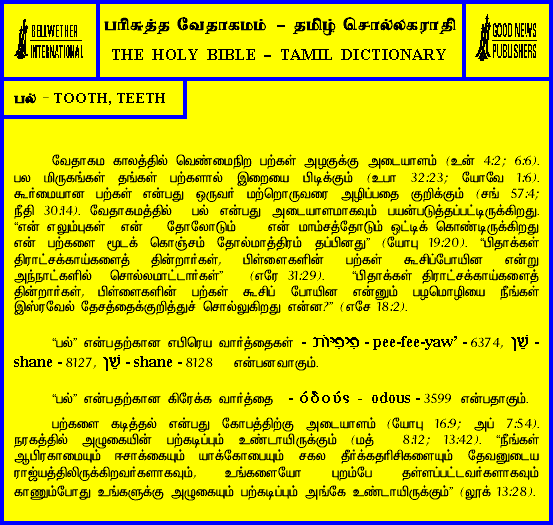 BELLWETHER
INTERNATIONAL
பரிசுத்த வேதாகமம் – தமிழ் சொல்லகராதி
THE HOLY BIBLE – TAMIL DICTIONARY
GOOD NEWS
PUBLISHERS
பல் – TOOTH, TEETH
வேதாகம காலத்தில் வெண்மைநிற பற்கள் அழகுக்கு அடையாளம் (உன் 4:2; 6:6).
பல மிருகங்கள் தங்கள் பற்களால் இறையை பிடிக்கும் (உபா 32:23; யோவே 1:6).
கூர்மையான பற்கள் என்பது ஒருவர் மற்றொருவரை அழிப்பதை குறிக்கும் (சங் 57:4;
நீதி 30:14). வேதாகமத்தில் பல் என்பது அடையாளமாகவும் பயன்படுத்தப்பட்டிருக்கிறது.
“என் எலும்புகள் என் தோலோடும் என் மாம்சத்தோடும் ஒட்டிக் கொண்டிருக்கிறது
என் பற்களை மூடக் கொஞ்சம் தோல்மாத்திரம் தப்பினது” (யோபு 19:20). “பிதாக்கள்
திராட்சக்காய்களைத் தின்றார்கள், பிள்ளைகளின் பற்கள் கூசிப்போயின என்று
அந்நாட்களில் சொல்லமாட்டார்கள்” (எரே 31:29). “பிதாக்கள் திராட்சக்காய்களைத்
தின்றார்கள், பிள்ளைகளின் பற்கள் கூசிப் போயின என்னும் பழமொழியை நீங்கள்
இஸ்ரவேல் தேசத்தைக்குறித்துச் சொல்லுகிறது என்ன?” (எசே 18:2).
“பல்” என்பதற்கான எபிரெய வார்த்தைகள் - פִּיפִיּוֹת - pee-fee-yaw’ - 6374, שֵׁן -
shane - 8127, שֵׁן - shane - 8128 என்பனவாகும்.
“பல்” என்பதற்கான கிரேக்க வார்த்தை - ὀδούς - odous - 3599 என்பதாகும்.
பற்களை கடித்தல் என்பது கோபத்திற்கு அடையாளம் (யோபு 16:9; அப் 7:54).
நரகத்தில் அழுகையின் பற்கடிப்பும் உண்டாயிருக்கும் (மத் 8:12; 13:42). “நீங்கள்
ஆபிரகாமையும் ஈசாக்கையும் யாக்கோபையும் சகல தீர்க்கதரிசிகளையும் தேவனுடைய
ராஜ்யத்திலிருக்கிறவர்களாகவும், உங்களையோ புறம்பே தள்ளப்பட்டவர்களாகவும்
காணும்போது உங்களுக்கு அழுகையும் பற்கடிப்பும் அங்கே உண்டாயிருக்கும்” (லூக் 13:28).